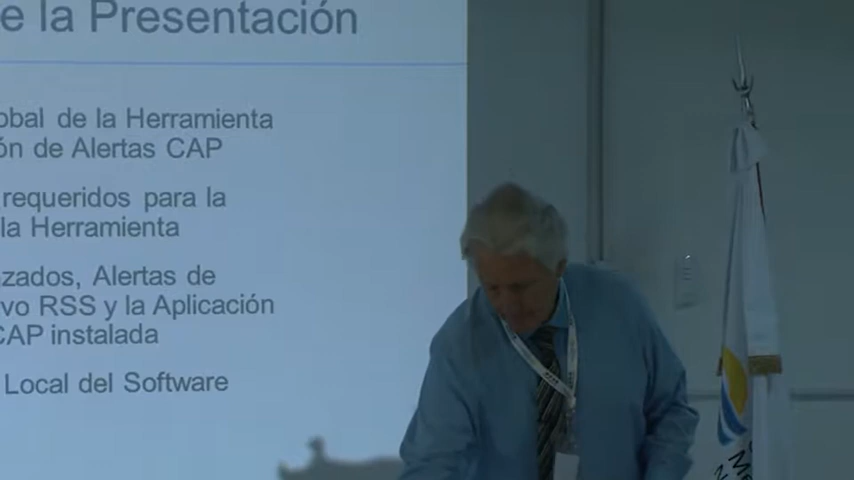 e la Presentación
obal de la Herramienta
ón de Alertas CAP
requeridos para la
la Herramienta
zados, Alertas de
vo RSS y la Aplicación
CAP instalada
Local del Software